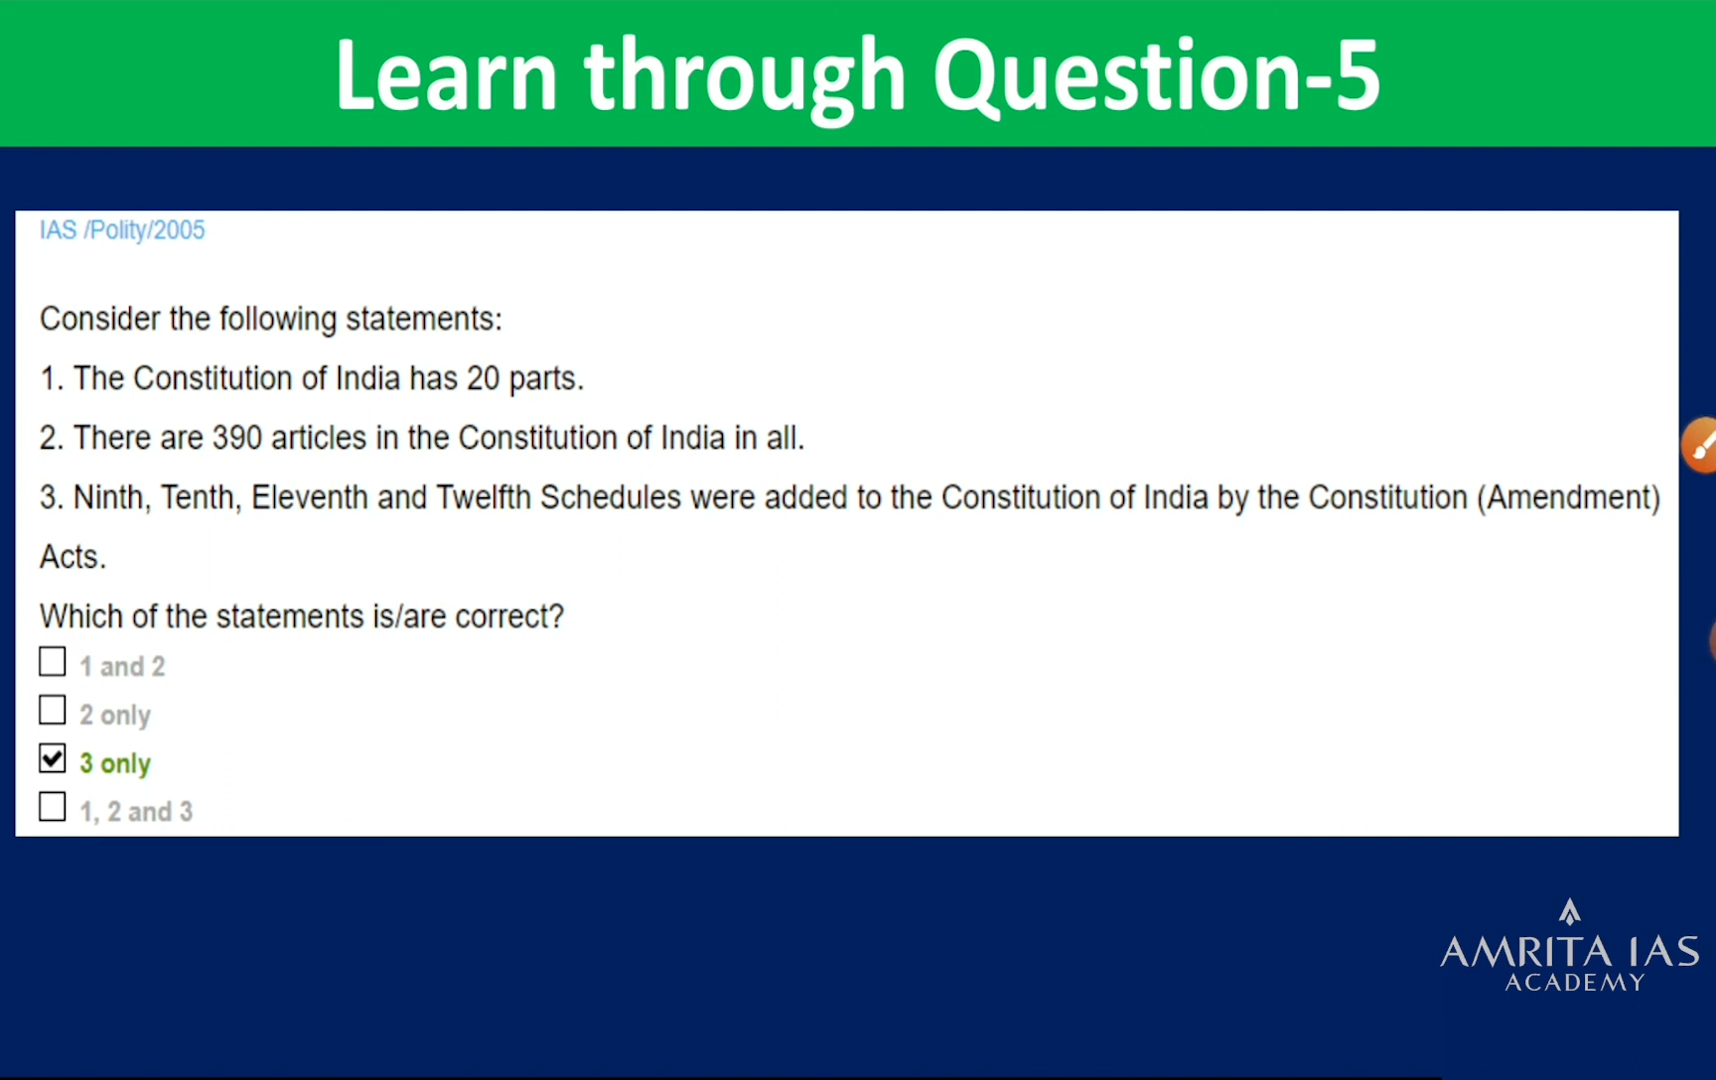 Learn through Question-5
IAS /Polity/2005
Consider the following statements:
1. The Constitution of India has 20 parts.
2. There are 390 articles in the Constitution of India in all.
3. Ninth, Tenth, Eleventh and Twelfth Schedules were added to the Constitution of India by the Constitution (Amendment)
Acts.
Which of the statements is/are correct?
1 and 2
2 only
3 only
1, 2 and 3
AMRITA IAS
ACADEMY